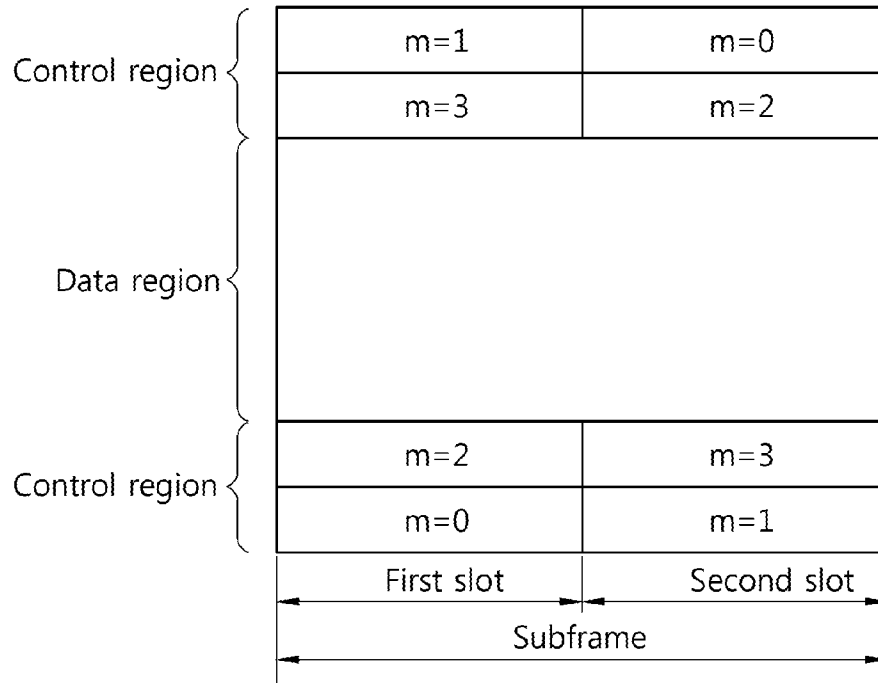 m=1 m=0
Control region
m=3 m=2
Data region
m=2 m=3
Control region
m=0 m=1
First slot Second slot
Subframe